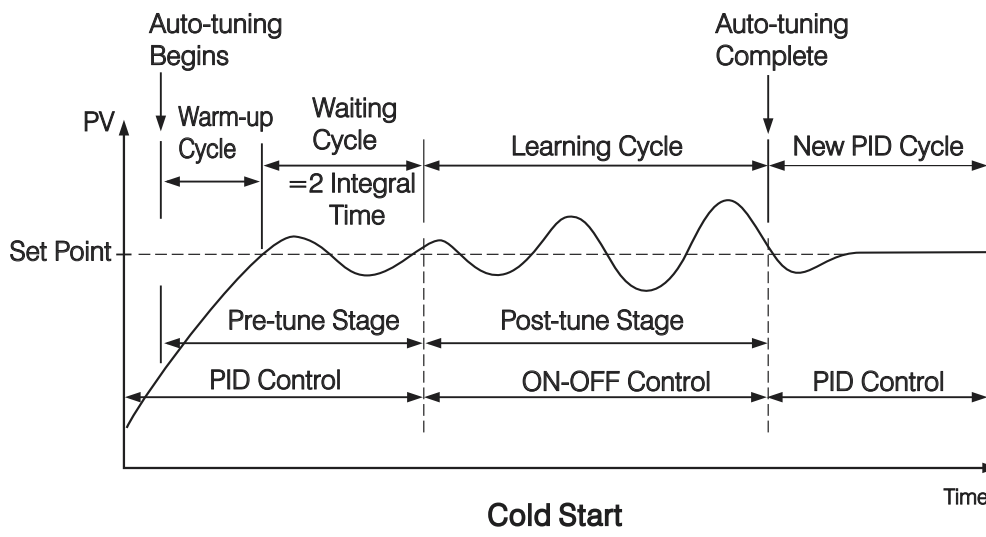 Auto-tuning
Begins
Auto-tuning
Complete
PV
Warm-up
Cycle
Waiting
Cycle
=2 Integral
Time
Learning Cycle
New PID Cycle
Set Point
Pre-tune Stage
Post-tune Stage
PID Control
ON-OFF Control
PID Control
Time
Cold Start